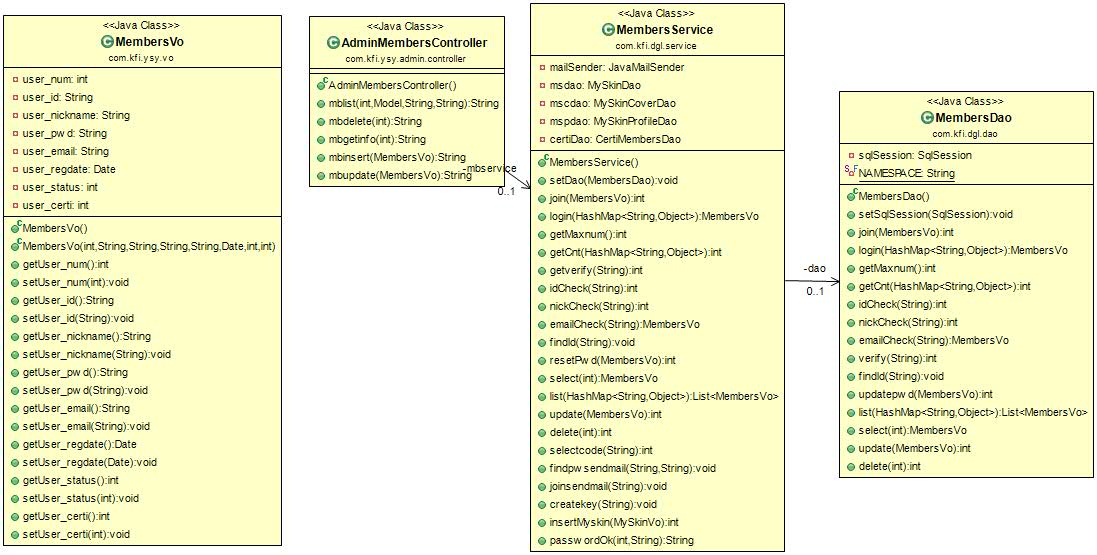 <<Java Class>>
MembersVo
com.kfi.ysy.vo
user_num: int
user_id: String
user_nickname: String
user_pwd: String
user_email: String
user_regdate: Date
user_status: int
user_certi: int
MembersVo()
MembersVo(int,String,String,String,String,Date,int,int)
getUser_num():int
setUser_num(int):void
getUser_id():String
setUser_id(String):void
getUser_nickname():String
setUser_nickname(String):void
getUser_pwd():String
setUser_pwd(String):void
getUser_email():String
setUser_email(String):void
getUser_regdate():Date
setUser_regdate(Date):void
getUser_status():int
setUser_status(int):void
getUser_certi():int
setUser_certi(int):void
<<Java Class>>
AdminMembersController
com.kfi.ysy.admin.controller
AdminMembersController()
mblist(int,Model,String,String):String
mbdelete(int):String
mbgetinfo(int):String
mbinsert(MembersVo):String
mbupdate(MembersVo):String
-mbservice
0..1
<<Java Class>>
MembersService
com.kfi.dgl.service
mailSender: JavaMailSender
msdao: MySkinDao
mscdao: MySkinCoverDao
mspdao: MySkinProfileDao
certiDao: CertiMembersDao
MembersService()
setDao(MembersDao):void
join(MembersVo):int
login(HashMap<String,Object>):MembersVo
getMaxnum():int
getCnt(HashMap<String,Object>):int
getverify(String):int
idCheck(String):int
nickCheck(String):int
emailCheck(String):MembersVo
findId(String):void
resetPwd(MembersVo):int
select(int):MembersVo
list(HashMap<String,Object>):List<MembersVo>
update(MembersVo):int
delete(int):int
selectcode(String):int
findpwsendmail(String,String):void
joinsendmail(String):void
createkey(String):void
insertMyskin(MySkinVo):int
passwordOk(int,String):String
-dao
0..1
<<Java Class>>
MembersDao
com.kfi.dgl.dao
sqlSession: SqlSession
NAMESPACE: String
MembersDao()
setSqlSession(SqlSession):void
join(MembersVo):int
login(HashMap<String,Object>):MembersVo
getMaxnum():int
getCnt(HashMap<String,Object>):int
idCheck(String):int
nickCheck(String):int
emailCheck(String):MembersVo
verify(String):int
findId(String):void
updatepwd(MembersVo):int
list(HashMap<String,Object>):List<MembersVo>
select(int):MembersVo
update(MembersVo):int
delete(int):int